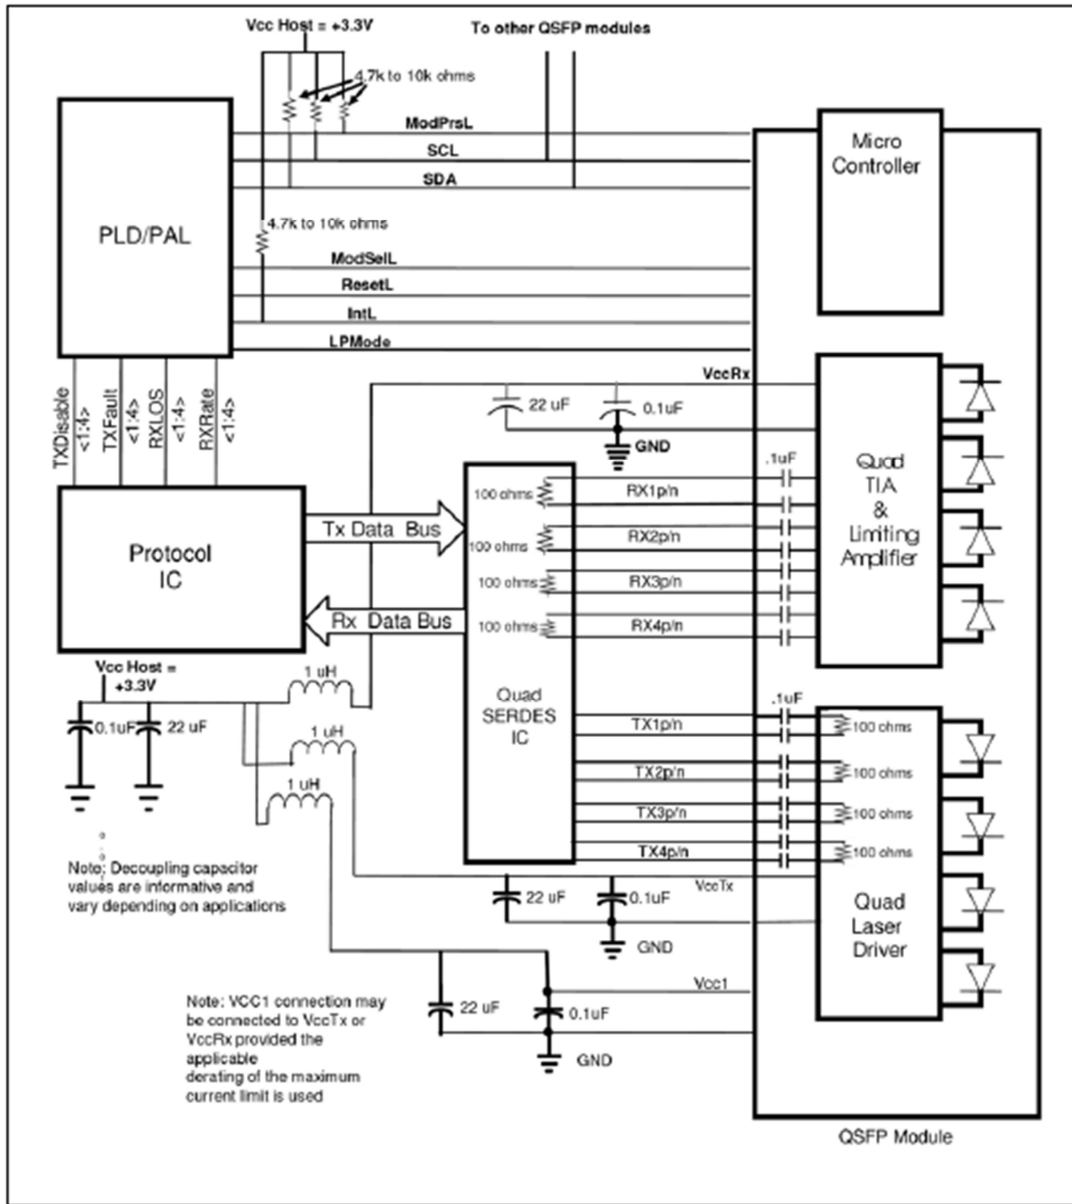 Vcc Host = +3.3V
To other QSFP modules
4.7k to 10k ohms
ModPrsL
SCL
SDA
Micro
Controller
PLD/PAL
4.7k to 10k ohms
ModSelL
ResetL
IntL
LPMode
TXDisable
<1:4>
TXFault
<1:4>
RXLOS
<1:4>
RXRate
<1:4>
VccRx
22 uF
0.1uF
GND
.1uF
100 ohms
RX1p/n
100 ohms
RX2p/n
100 ohms
RX3p/n
100 ohms
RX4p/n
Quad
TIA
&
Limiting
Amplifier
Tx Data Bus
Protocol
IC
Rx Data Bus
Vcc Host =
+3.3V
0.1uF
22 uF
1 uH
1 uH
1 uH
Quad
SERDES
IC
.1uF
TX1p/n
100 ohms
TX2p/n
100 ohms
TX3p/n
100 ohms
TX4p/n
100 ohms
Note: Decoupling capacitor
values are informative and
vary depending on applications
VccTx
22 uF
0.1uF
GND
Quad
Laser
Driver
Vcc1
22 uF
0.1uF
GND
Note: VCC1 connection may
be connected to VccTx or
VccRx provided the
applicable
derating of the maximum
current limit is used
QSFP Module